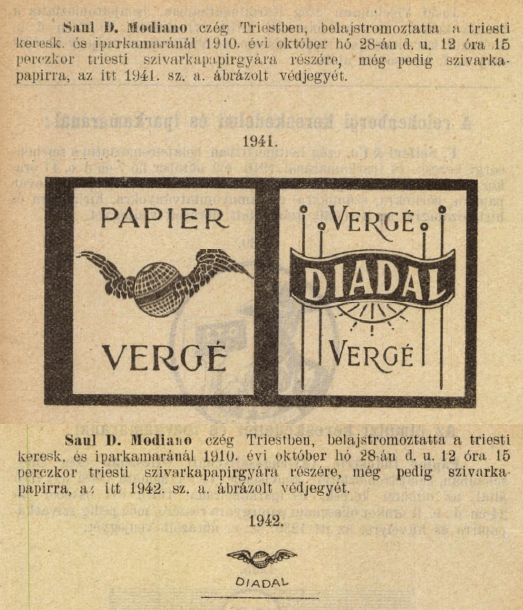 Saul D. Modiano czég Triestben, belajstromoztatta a triesti
keresk. és iparkamaránál 1910. évi október hó 28-án d. u. 12 óra 15
perczkor triesti szivarkapapirgyára részére, még pedig szivarka-
papirra, az itt 1941. sz. a. ábrázolt védjegyét.
1941.
PAPIER
VERGÉ
VERGÉ
DIADAL
VERGÉ
Saul D. Modiano czég Triestben, belajstromoztatta a triesti
keresk. és iparkamaránál 1910. évi október hó 28-án d. u. 12 óra 15
perczkor triesti szivarkapapirgyára részére, még pedig szivarka-
papirra, az itt 1942. sz. a. ábrázolt védjegyét.
1942.
DIADAL